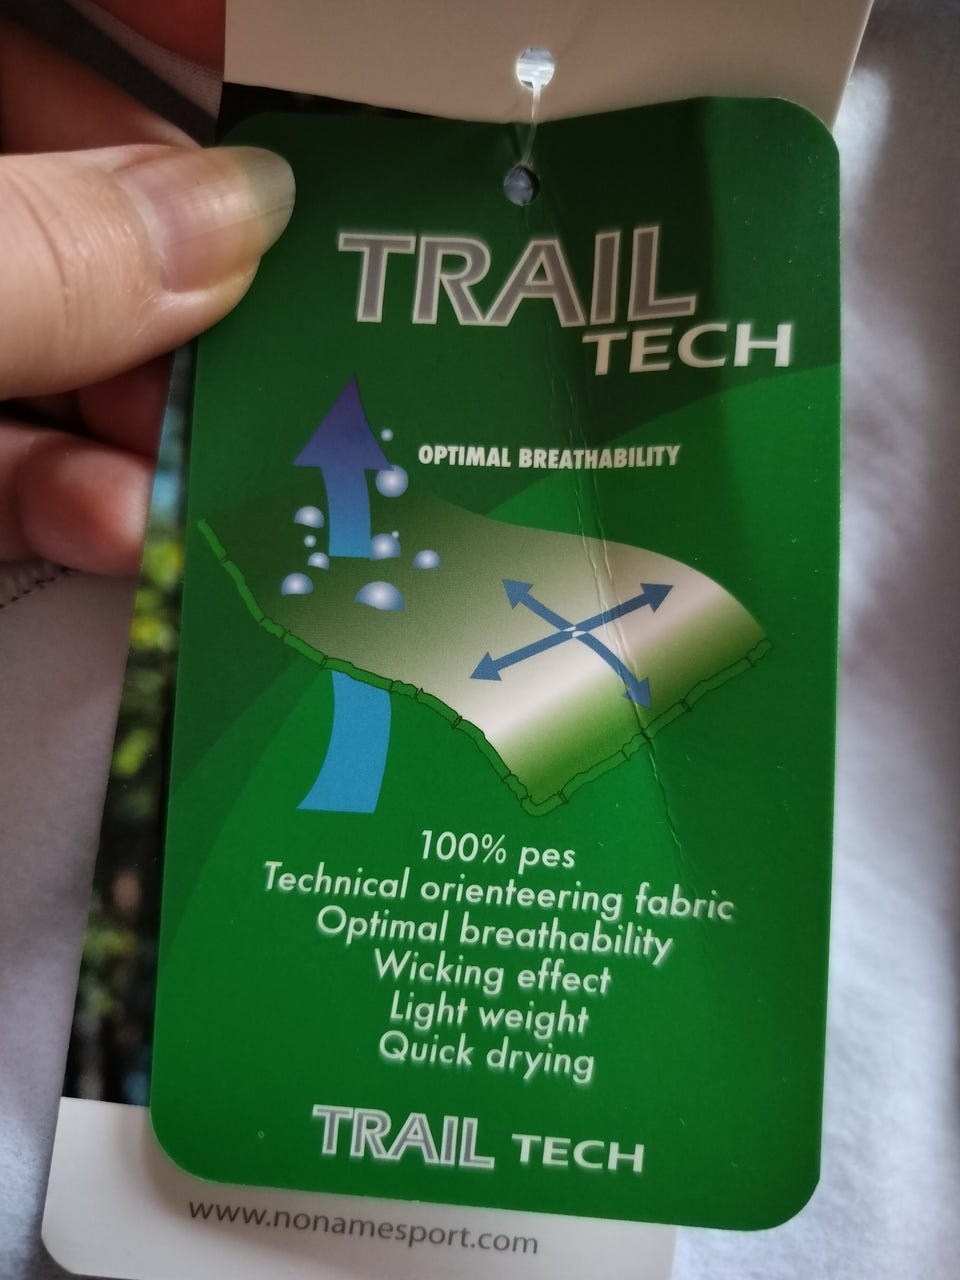 TRAIL
TECH
OPTIMAL BREATHABILITY
100% pes
Technical orienteering fabric
Optimal breathability
Wicking effect
Light weight
Quick drying
TRAIL TECH
www.nonamesport.com